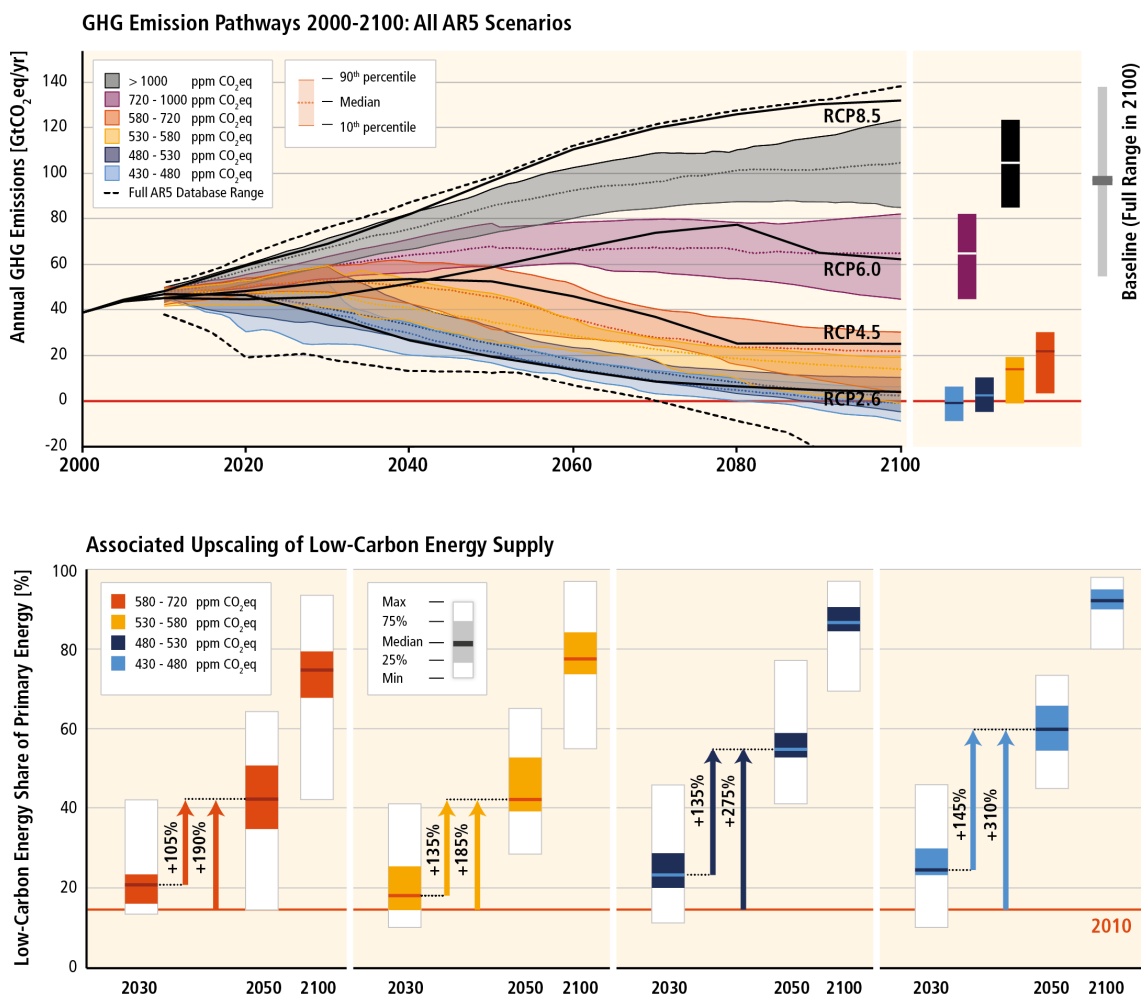 GHG Emission Pathways 2000-2100: All AR5 Scenarios
Annual GHG Emissions [GtCO2eq/yr]
140
120
100
80
60
40
20
0
-20
> 1000 ppm CO2eq
720 - 1000 ppm CO2eq
580 - 720 ppm CO2eq
530 - 580 ppm CO2eq
480 - 530 ppm CO2eq
430 - 480 ppm CO2eq
Full AR5 Database Range
90th percentile
Median
10th percentile
RCP8.5
RCP6.0
RCP4.5
RCP2.6
2000
2020
2040
2060
2080
2100
Baseline (Full Range in 2100)
Associated Upscaling of Low-Carbon Energy Supply
Low-Carbon Energy Share of Primary Energy [%]
100
80
60
40
20
0
580 - 720 ppm CO2eq
530 - 580 ppm CO2eq
480 - 530 ppm CO2eq
430 - 480 ppm CO2eq
Max
75%
Median
25%
Min
+105%
+190%
+135%
+185%
+135%
+275%
+145%
+310%
2010
2030
2050
2100
2030
2050
2100
2030
2050
2100
2030
2050
2100